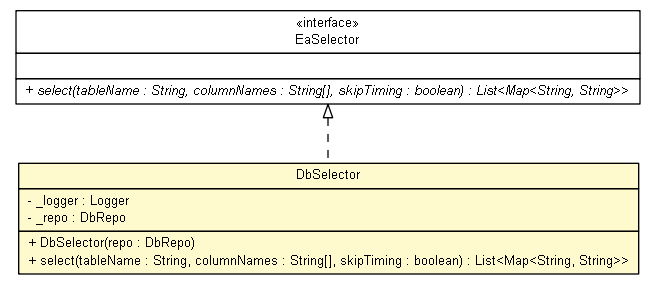 «interface»
EaSelector
+ select(tableName : String, columnNames : String[], skipTiming : boolean) : List<Map<String, String>>
DbSelector
- _logger : Logger
- _repo : DbRepo
+ DbSelector(repo : DbRepo)
+ select(tableName : String, columnNames : String[], skipTiming : boolean) : List<Map<String, String>>